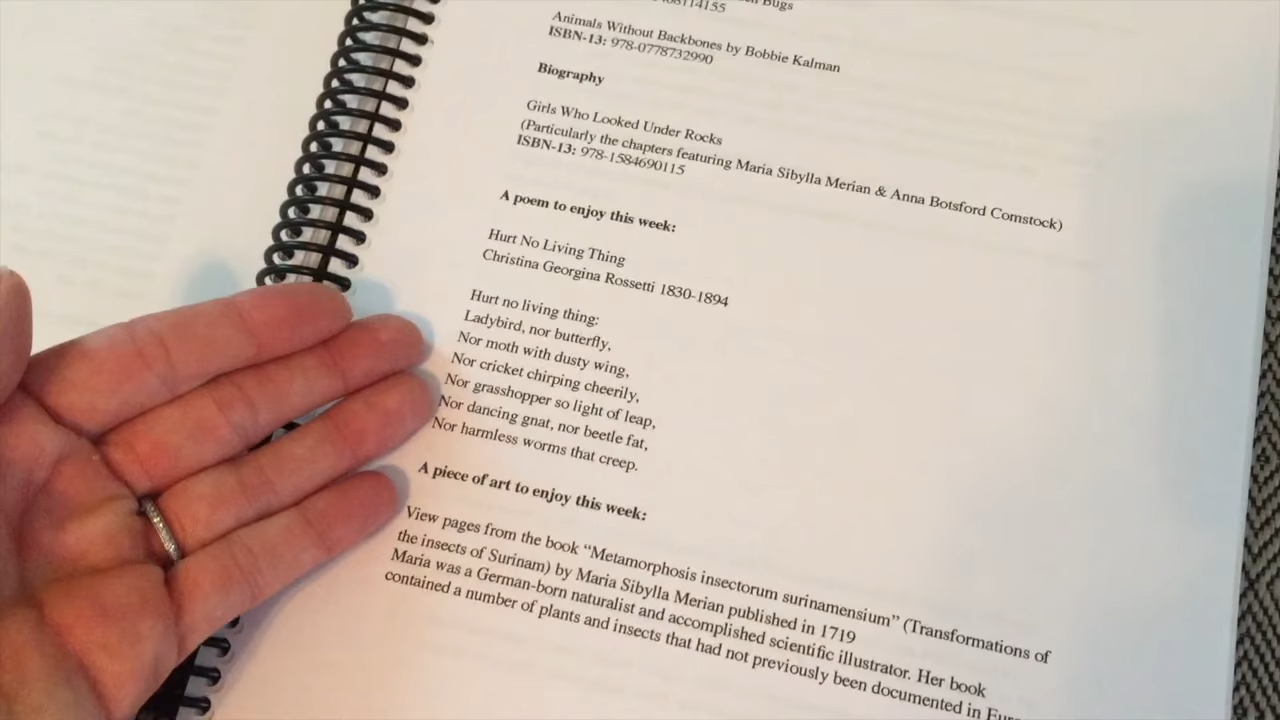 Bugs
Animals Without Backbones by Bobbie Kalman
ISBN-13: 978-0778732990
Biography
Girls Who Looked Under Rocks
(Particularly the chapters featuring Maria Sibylla Merian & Anna Botsford Comstock)
ISBN-13: 978-1584690115
A poem to enjoy this week:
Hurt No Living Thing
Christina Georgina Rossetti 1830-1894
Hurt no living thing:
Ladybird, nor butterfly,
Nor moth with dusty wing,
Nor cricket chirping cheerily,
Nor grasshopper so light of leap,
Nor dancing gnat, nor beetle fat,
Nor harmless worms that creep.
A piece of art to enjoy this week:
View pages from the book “Metamorphosis insectorum surinamensium” (Transformations of
the insects of Surinam) by Maria Sibylla Merian published in 1719
Maria was a German-born naturalist and accomplished scientific illustrator. Her book
contained a number of plants and insects that had not previously been documented in